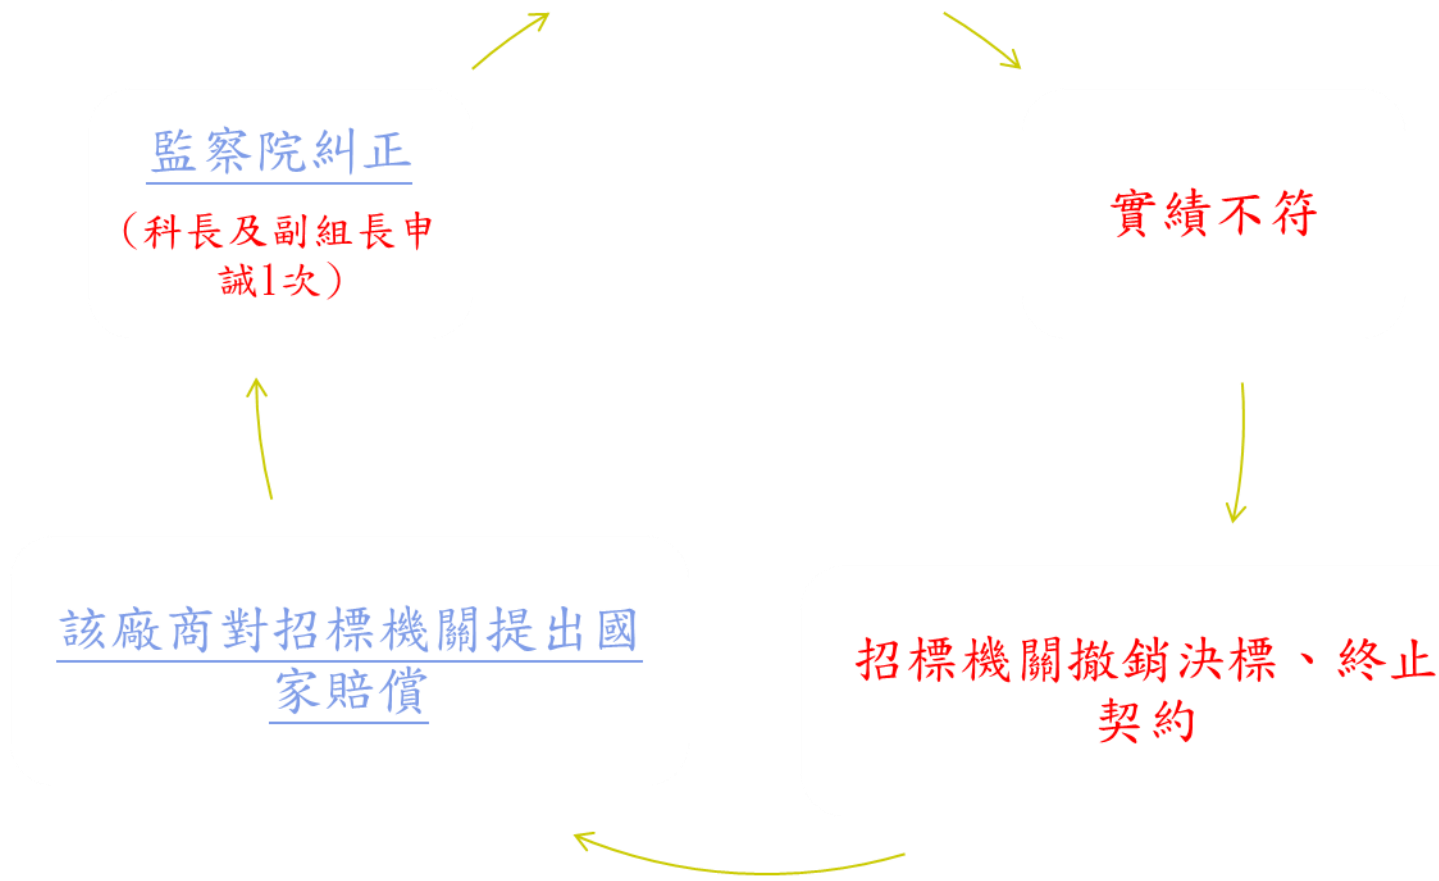 監察院糾正
（科長及副組長申
誡1次）
實績不符
該廠商對招標機關提出國
家賠償
招標機關撤銷決標、終止
契約